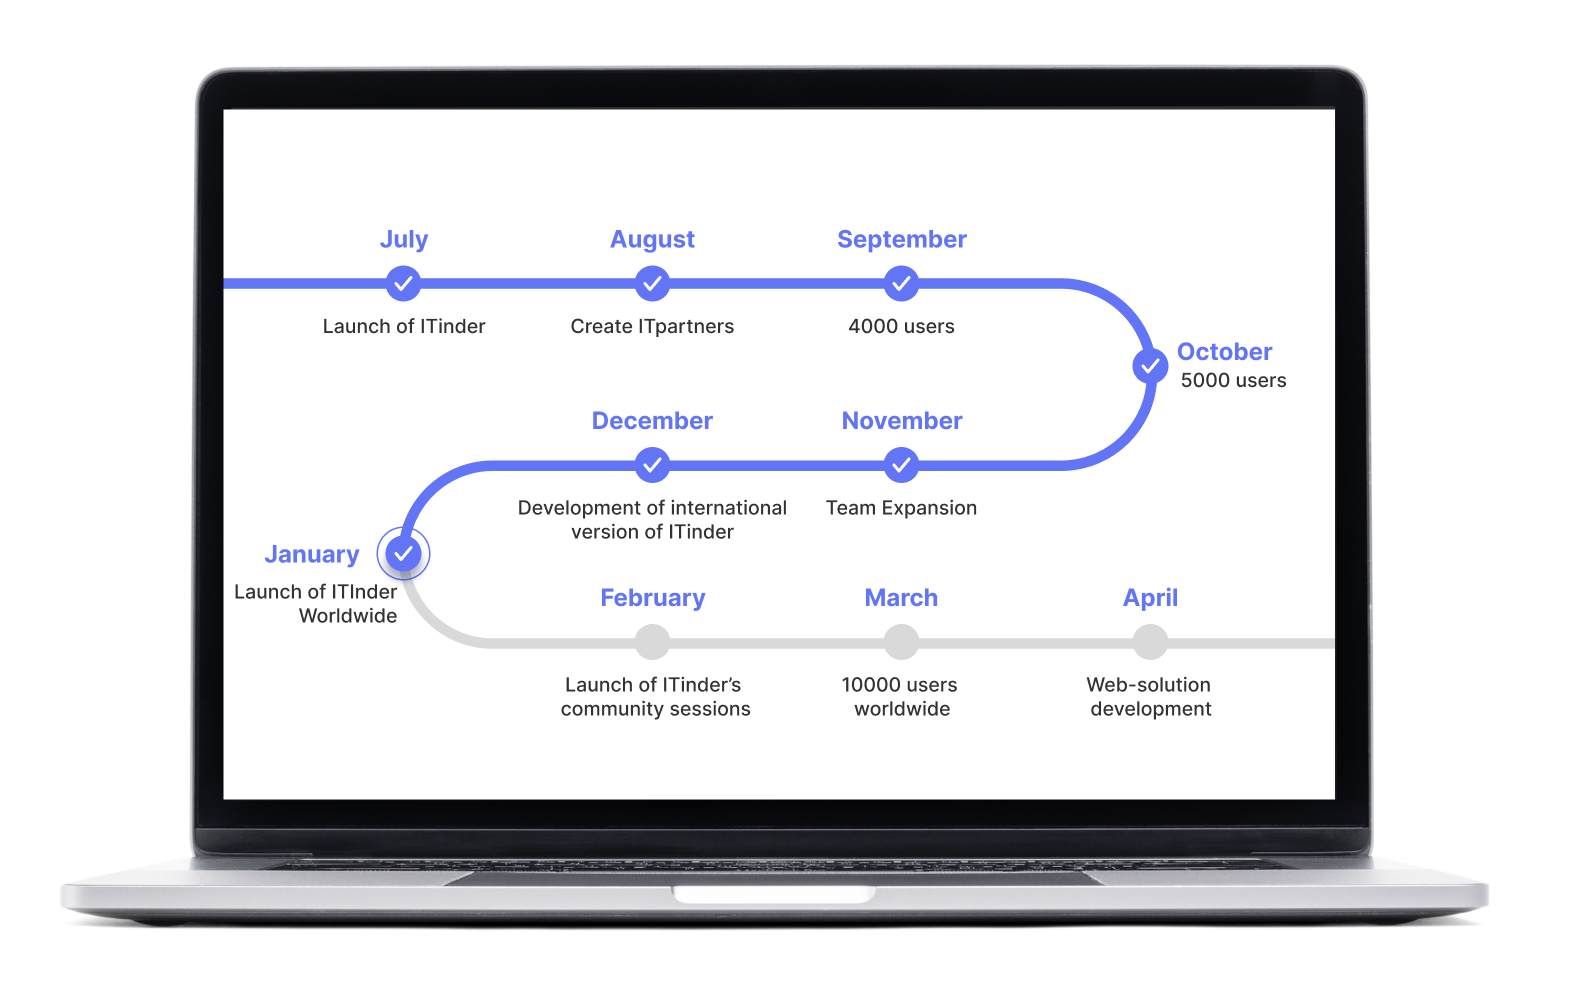 July
Launch of ITinder
August
Create ITpartners
September
4000 users
October
5000 users
November
Team Expansion
December
Development of international
version of ITinder
January
Launch of ITInder
Worldwide
February
Launch of ITinder’s
community sessions
March
10000 users
worldwide
April
Web-solution
development